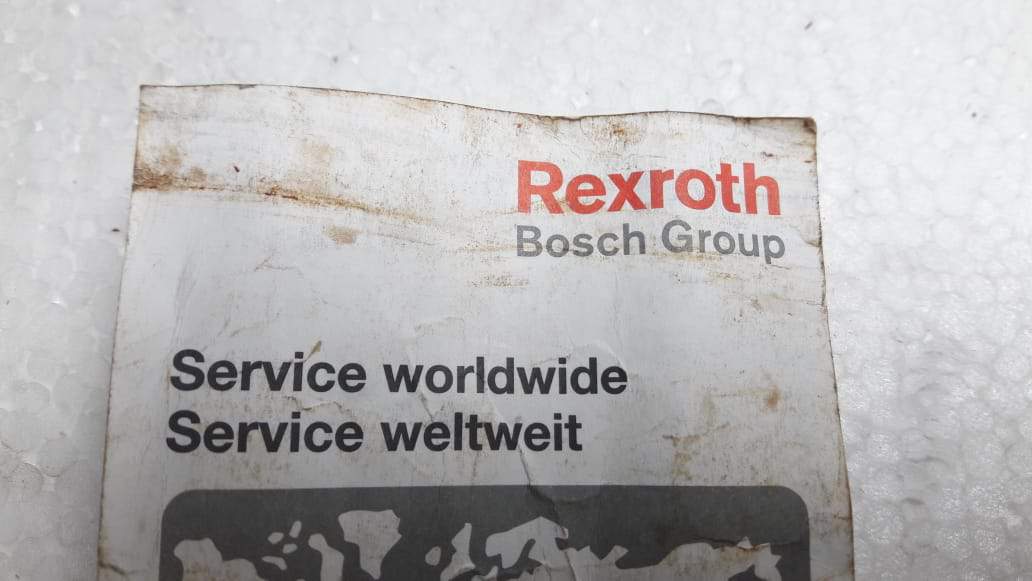 Rexroth
Bosch Group
Service worldwide
Service weltweit